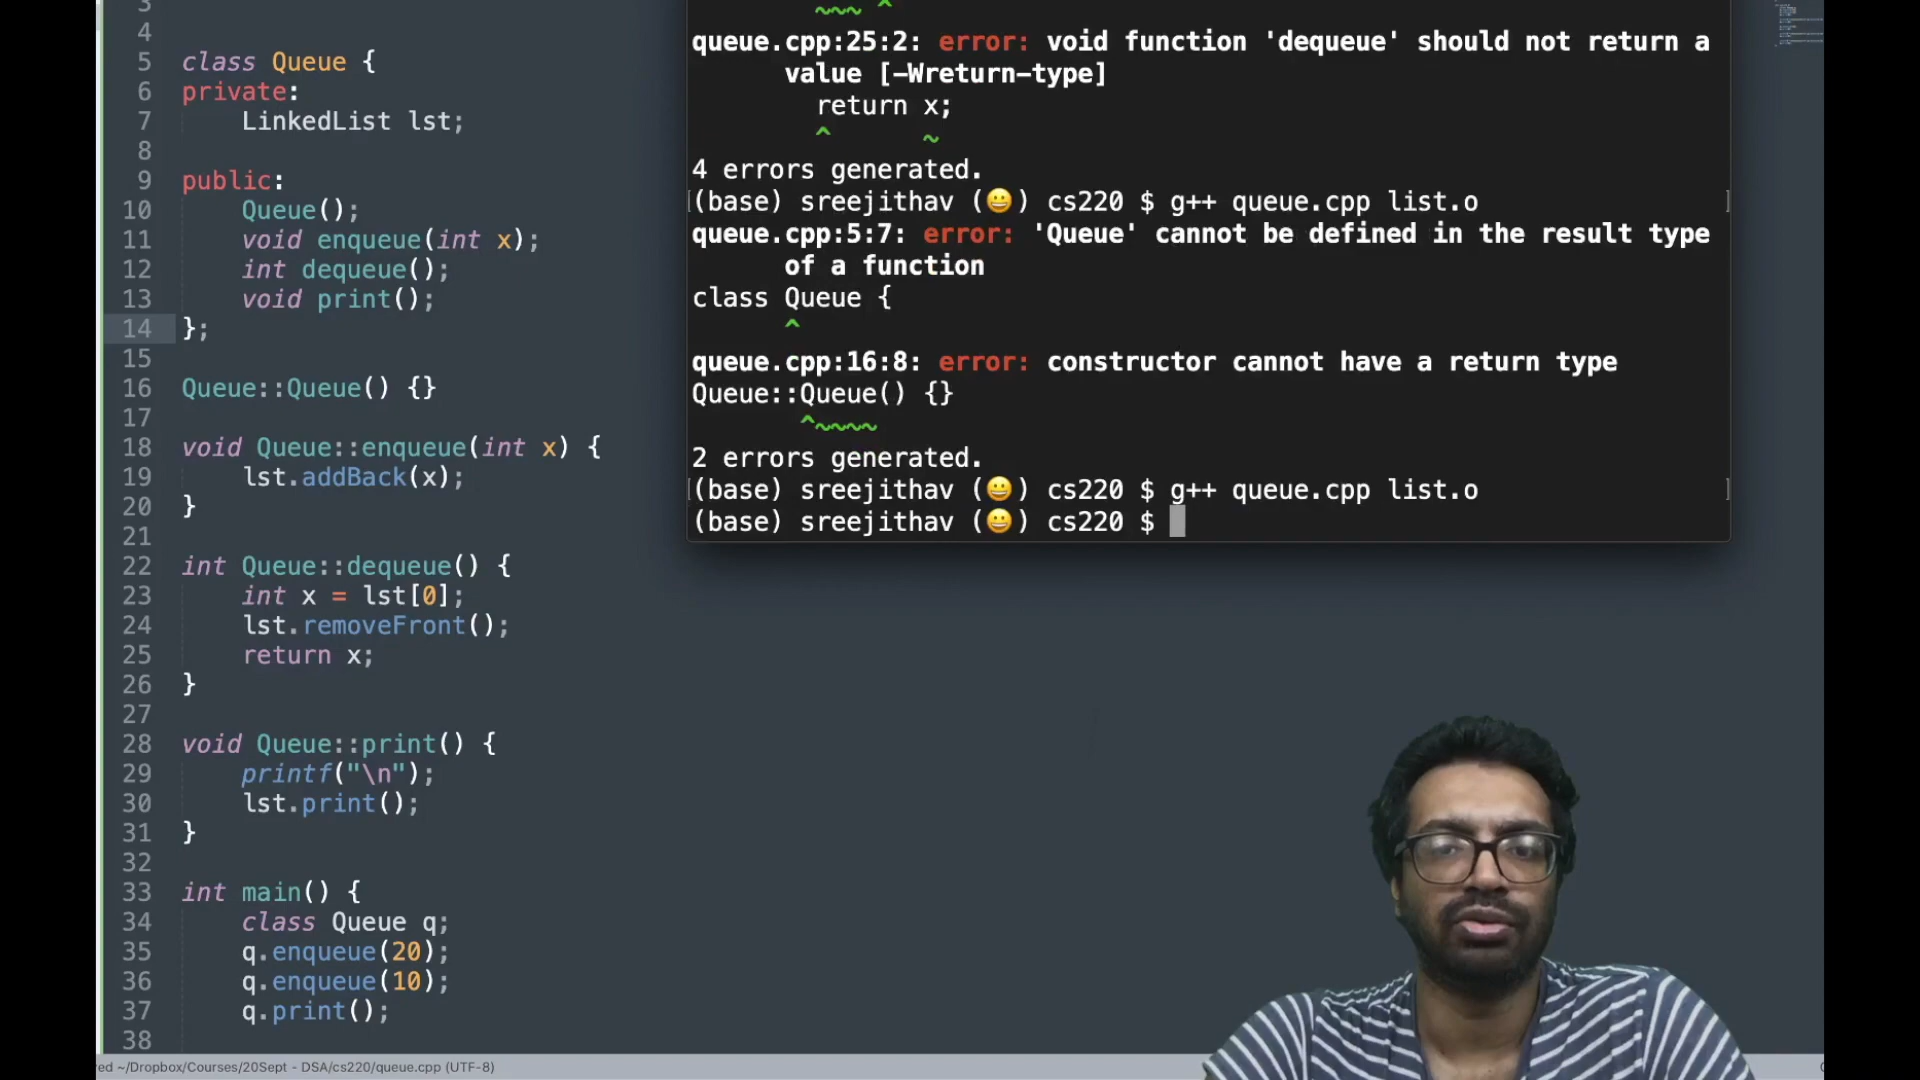 3
4
5 class Queue {
6 private:
7 LinkedList lst;
8
9 public:
10 Queue();
11 void enqueue(int x);
12 int dequeue();
13 void print();
14 };
15
16 Queue::Queue() {}
17
18 void Queue::enqueue(int x) {
19 lst.addBack(x);
20 }
21
22 int Queue::dequeue() {
23 int x = lst[0];
24 lst.removeFront();
25 return x;
26 }
27
28 void Queue::print() {
29 printf("\n");
30 lst.print();
31 }
32
33 int main() {
34 class Queue q;
35 q.enqueue(20);
36 q.enqueue(10);
37 q.print();
38
~~~ ^
queue.cpp:25:2: error: void function 'dequeue' should not return a
value [-Wreturn-type]
return x;
^ ~
4 errors generated.
(base) sreejithav (😀) cs220 $ g++ queue.cpp list.o
queue.cpp:5:7: error: 'Queue' cannot be defined in the result type
of a function
class Queue {
^
queue.cpp:16:8: error: constructor cannot have a return type
Queue::Queue() {}
^~~~~
2 errors generated.
(base) sreejithav (😀) cs220 $ g++ queue.cpp list.o
(base) sreejithav (😀) cs220 $
ed ~/Dropbox/Courses/20Sept - DSA/cs220/queue.cpp (UTF-8)